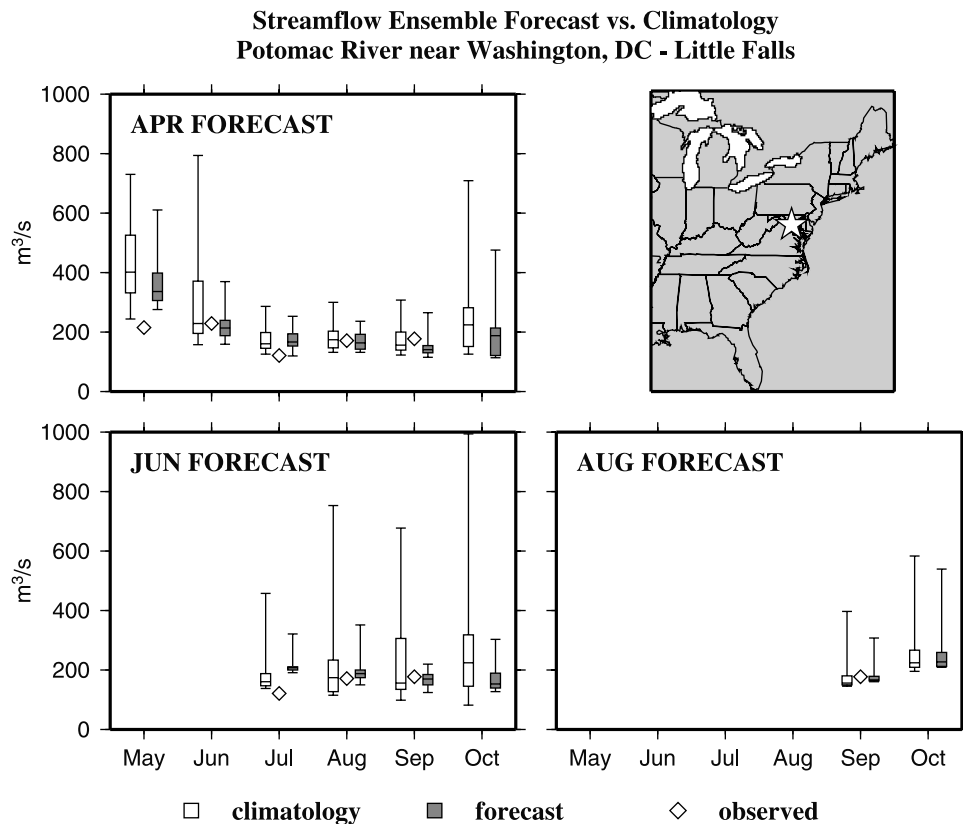 Streamflow Ensemble Forecast vs. Climatology
Potomac River near Washington, DC - Little Falls
1000
800
600
400
200
0
m³/s
APR FORECAST
1000
800
600
400
200
0
m³/s
JUN FORECAST
AUG FORECAST
May Jun Jul Aug Sep Oct
May Jun Jul Aug Sep Oct
climatology forecast observed